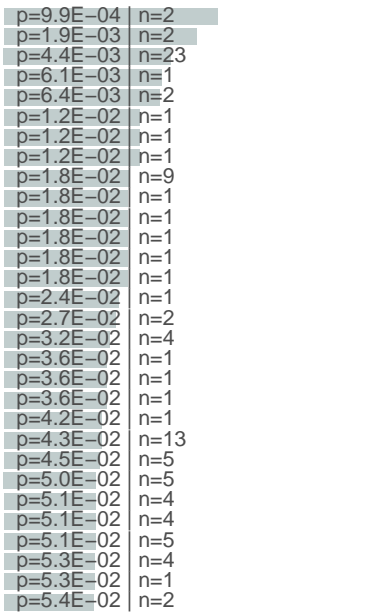 p=9.9E−04 | n=2
p=1.9E−03 | n=2
p=4.4E−03 | n=23
p=6.1E−03 | n=1
p=6.4E−03 | n=2
p=1.2E−02 | n=1
p=1.2E−02 | n=1
p=1.2E−02 | n=1
p=1.8E−02 | n=9
p=1.8E−02 | n=1
p=1.8E−02 | n=1
p=1.8E−02 | n=1
p=1.8E−02 | n=1
p=1.8E−02 | n=1
p=2.4E−02 | n=1
p=2.7E−02 | n=2
p=3.2E−02 | n=4
p=3.6E−02 | n=1
p=3.6E−02 | n=1
p=3.6E−02 | n=1
p=4.2E−02 | n=1
p=4.3E−02 | n=13
p=4.5E−02 | n=5
p=5.0E−02 | n=5
p=5.1E−02 | n=4
p=5.1E−02 | n=4
p=5.1E−02 | n=5
p=5.3E−02 | n=4
p=5.3E−02 | n=1
p=5.4E−02 | n=2